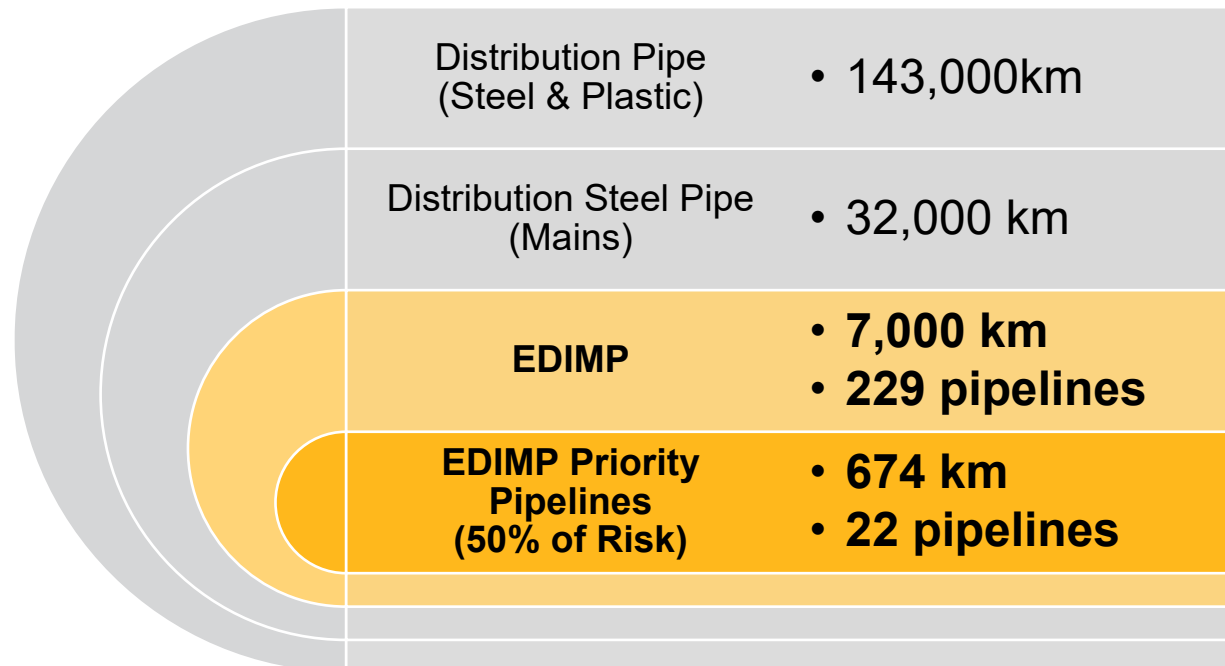 Distribution Pipe
(Steel & Plastic)
• 143,000km
Distribution Steel Pipe
(Mains)
• 32,000 km
EDIMP
• 7,000 km
• 229 pipelines
EDIMP Priority
Pipelines
(50% of Risk)
• 674 km
• 22 pipelines